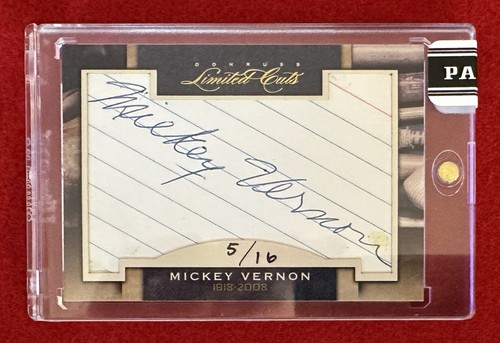 DONRUSS
Limited Cuts
PA
Mickey Vernon
5/16
MICKEY VERNON
1918-2008